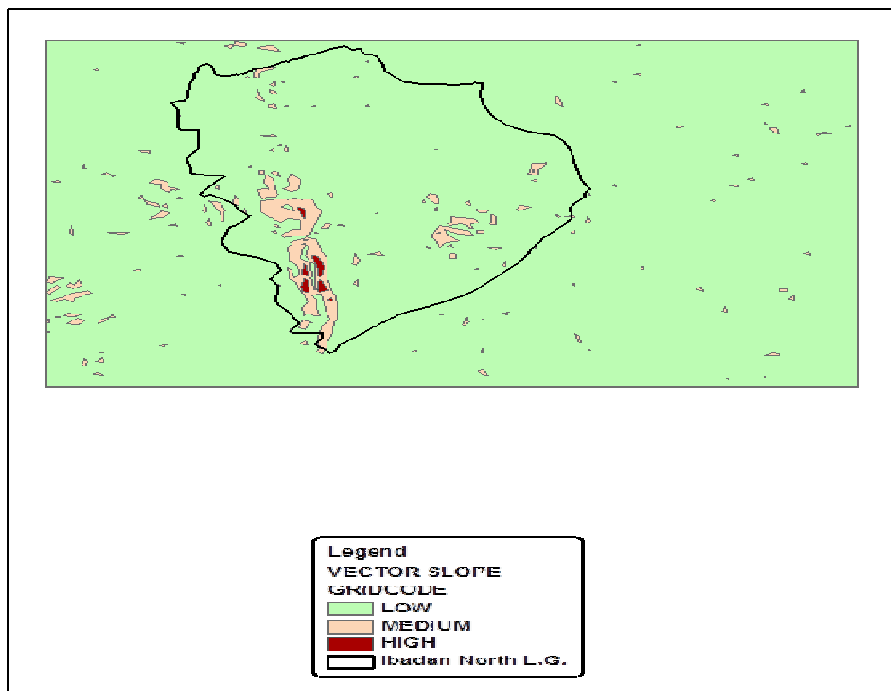 Legend
VECTOR SLOPE
GRIDCODE
LOW
MEDIUM
HIGH
Ibadan North L.G.